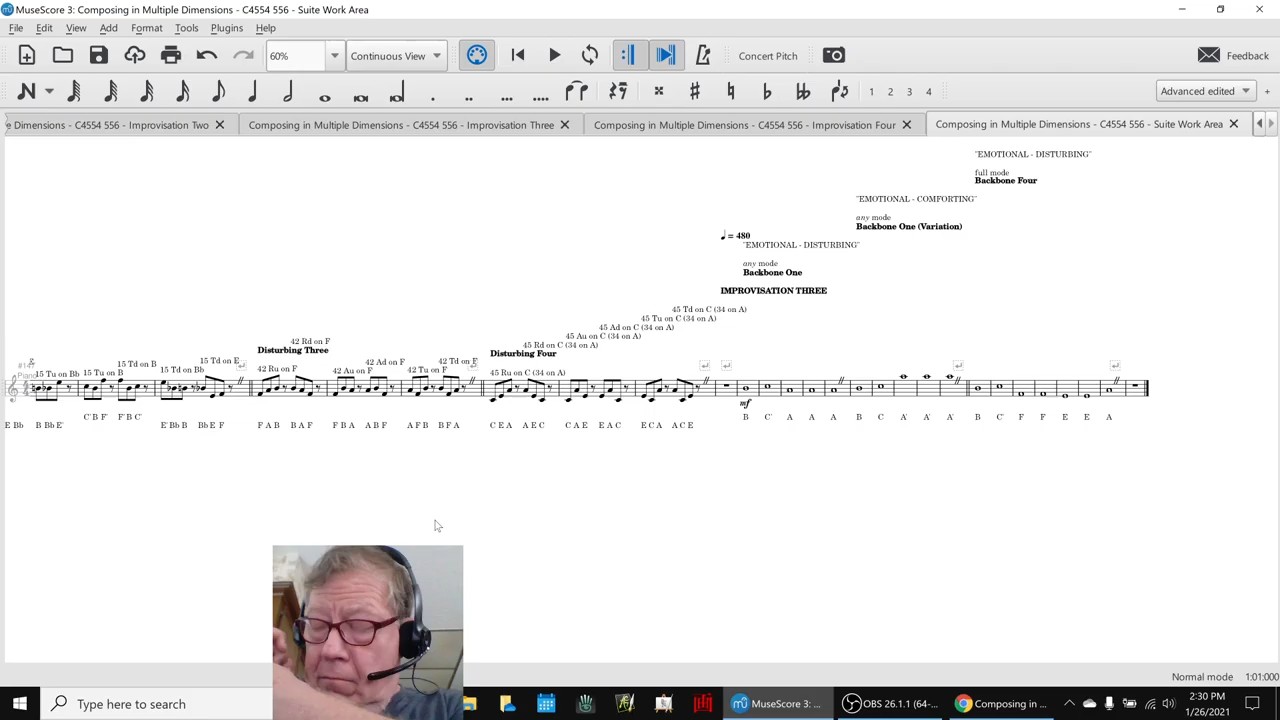 MuseScore 3: Composing in Multiple Dimensions - C4554 556 - Suite Work Area
File Edit View Add Format Tools Plugins Help
60% Continuous View Concert Pitch Feedback
1 2 3 4 Advanced edited +
e Dimensions - C4554 556 - Improvisation Two Composing in Multiple Dimensions - C4554 556 - Improvisation Three Composing in Multiple Dimensions - C4554 556 - Improvisation Four Composing in Multiple Dimensions - C4554 556 - Suite Work Area
"EMOTIONAL - DISTURBING"
full mode
Backbone Four
"EMOTIONAL - COMFORTING"
any mode
Backbone One (Variation)
= 480
"EMOTIONAL - DISTURBING"
any mode
Backbone One
IMPROVISATION THREE
45 Td on C (34 on A)
45 Tu on C (34 on A)
45 Ad on C (34 on A)
45 Au on C (34 on A)
45 Rd on C (34 on A)
45 Ru on C (34 on A)
Disturbing Four
42 Rd on F
Disturbing Three
42 Ru on F 42 Au on F 42 Ad on F 42 Tu on F 42 Td on F
15 Tu on Bb 15 Tu on B 15 Td on B 15 Td on Bb 15 Td on E
#147
Piano
mf
C' B F' F' B C' B C' A A A B C A' A' A' B C' F F E E A
E Bb B Bb E' E' Bb B Bb E F F A B B A F F B A A B F A F B B F A C E A A E C C A E E A C E C A A C E
Normal mode 1:01:000
Type here to search
MuseScore 3: ... OBS 26.1.1 (64-... Composing in ...
2:30 PM
1/26/2021